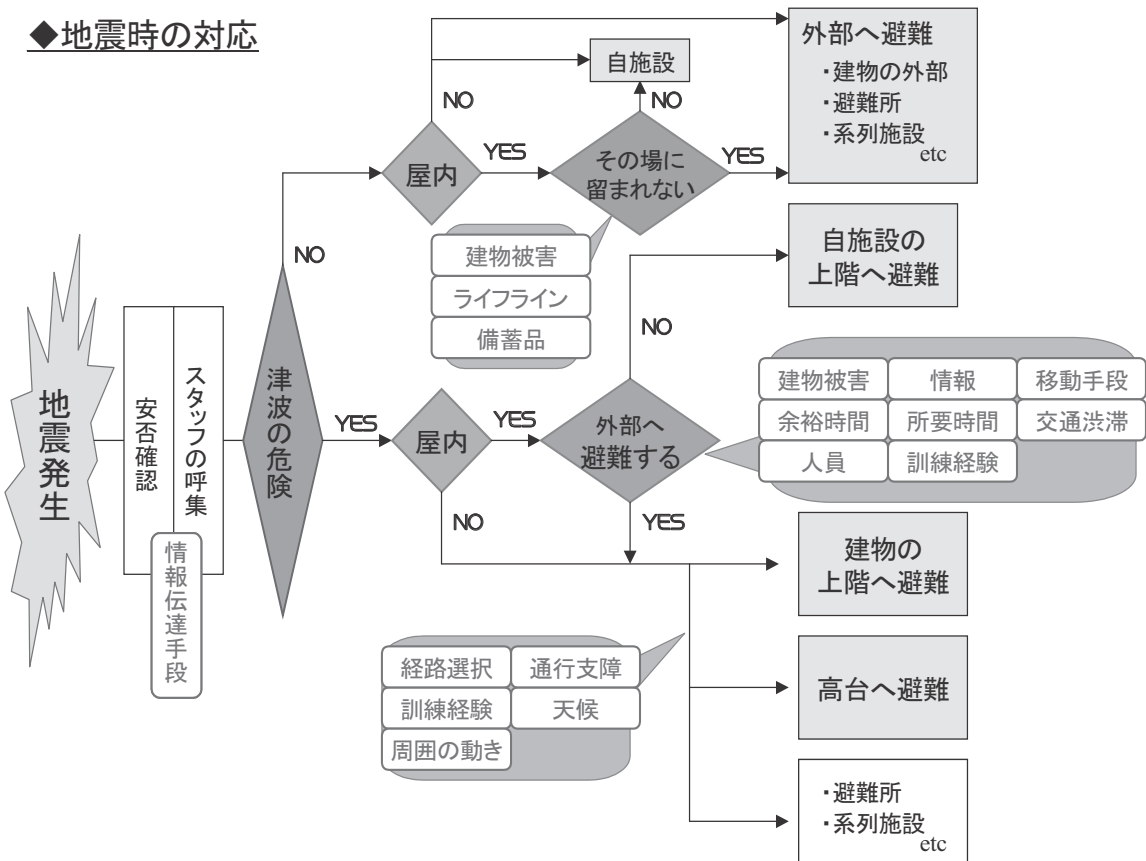 ◆地震時の対応
地震発生
安否確認
スタッフの呼集
情報伝達手段
津波の危険
NO
YES
屋内
NO
YES
その場に
留まれない
NO
YES
自施設
外部へ避難
・建物の外部
・避難所
・系列施設
etc
建物被害
ライフライン
備蓄品
屋内
YES
NO
外部へ
避難する
NO
YES
自施設の
上階へ避難
建物被害
情報
移動手段
余裕時間
所要時間
交通渋滞
人員
訓練経験
建物の
上階へ避難
高台へ避難
・避難所
・系列施設
etc
経路選択
通行支障
訓練経験
天候
周囲の動き